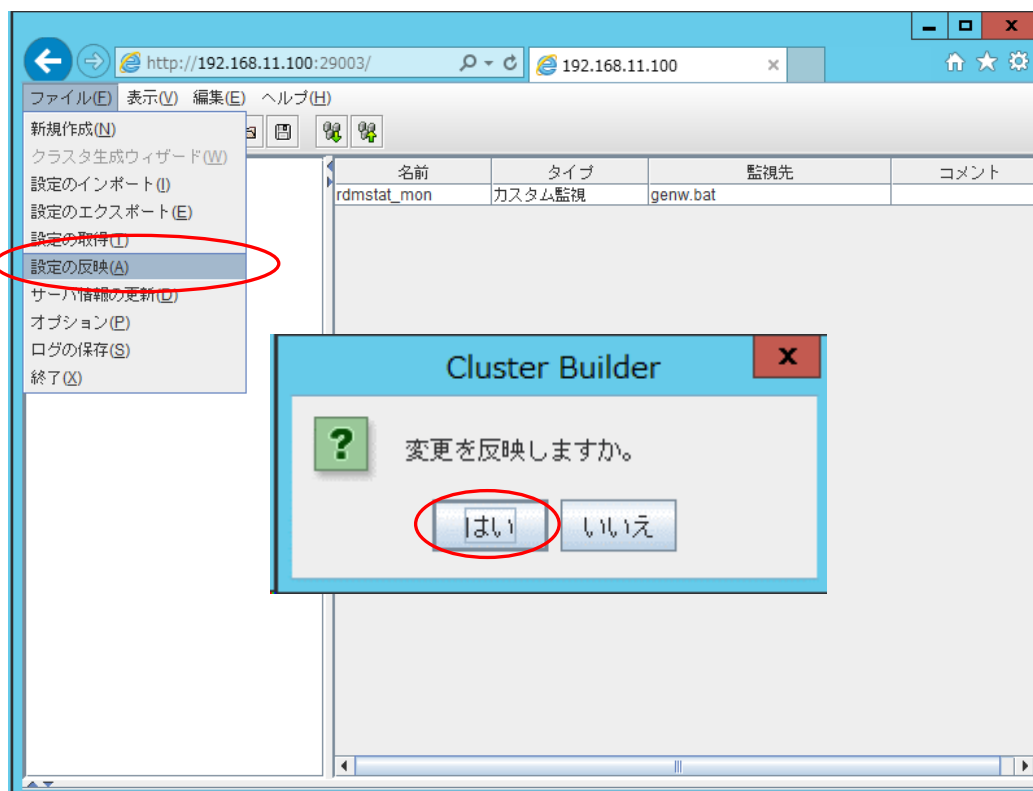 http://192.168.11.100:29003/
192.168.11.100
ファイル(F) 表示(V) 編集(E) ヘルプ(H)
新規作成(N)
クラスタ生成ウィザード(W)
設定のインポート(I)
設定のエクスポート(E)
設定の取得(T)
設定の反映(A)
サーバ情報の更新(D)
オプション(P)
ログの保存(S)
終了(X)
名前 タイプ 監視先 コメント
rdmstat_mon カスタム監視 genw.bat
Cluster Builder
変更を反映しますか。
はい いいえ